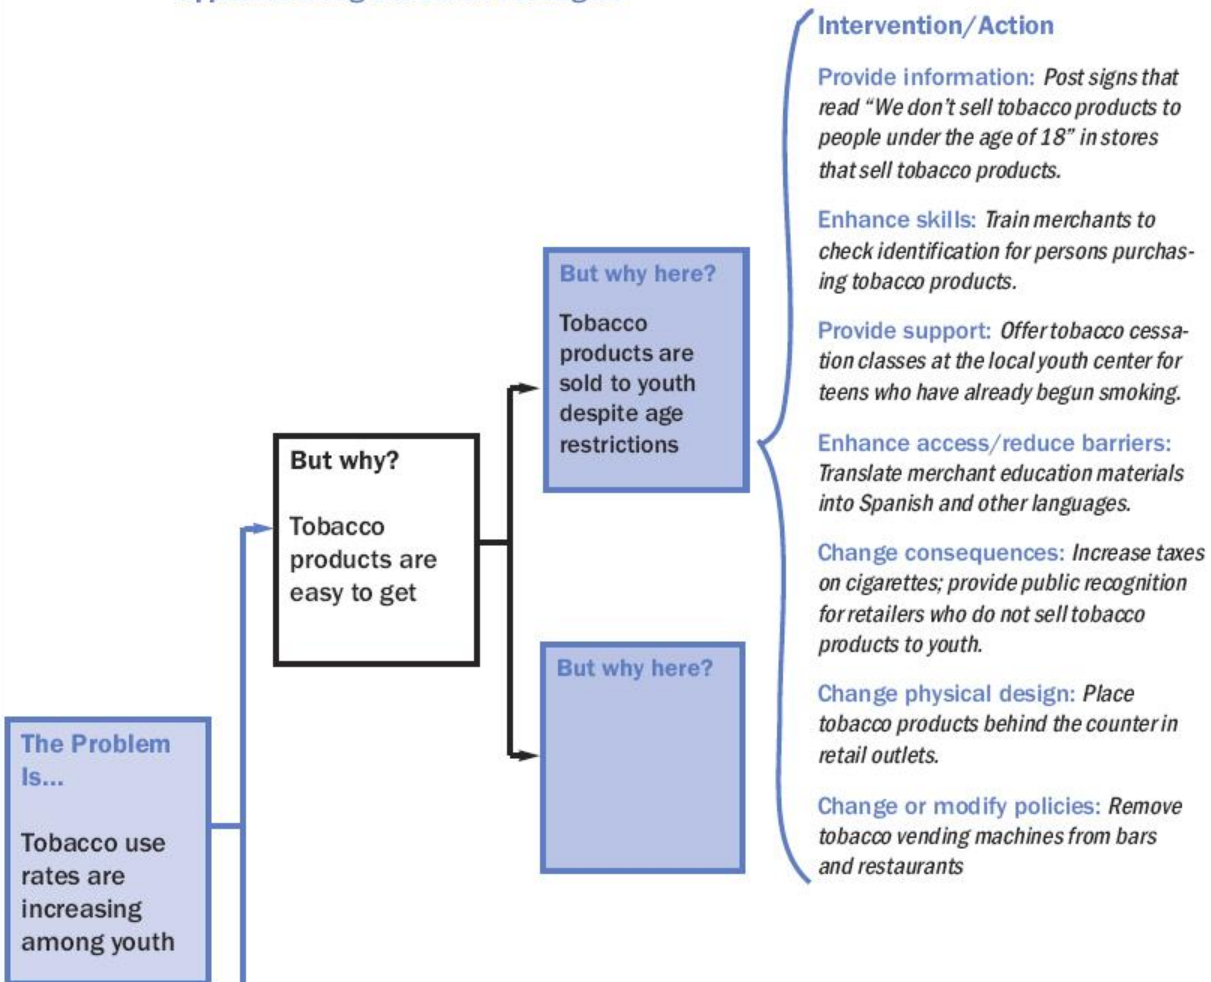 Intervention/Action
Provide information: Post signs that
read “We don’t sell tobacco products to
people under the age of 18” in stores
that sell tobacco products.
Enhance skills: Train merchants to
check identification for persons purchas-
ing tobacco products.
Provide support: Offer tobacco cessa-
tion classes at the local youth center for
teens who have already begun smoking.
Enhance access/reduce barriers:
Translate merchant education materials
into Spanish and other languages.
Change consequences: Increase taxes
on cigarettes; provide public recognition
for retailers who do not sell tobacco
products to youth.
Change physical design: Place
tobacco products behind the counter in
retail outlets.
Change or modify policies: Remove
tobacco vending machines from bars
and restaurants
But why here?
Tobacco
products are
sold to youth
despite age
restrictions
But why?
Tobacco
products are
easy to get
But why here?
The Problem
Is...
Tobacco use
rates are
increasing
among youth